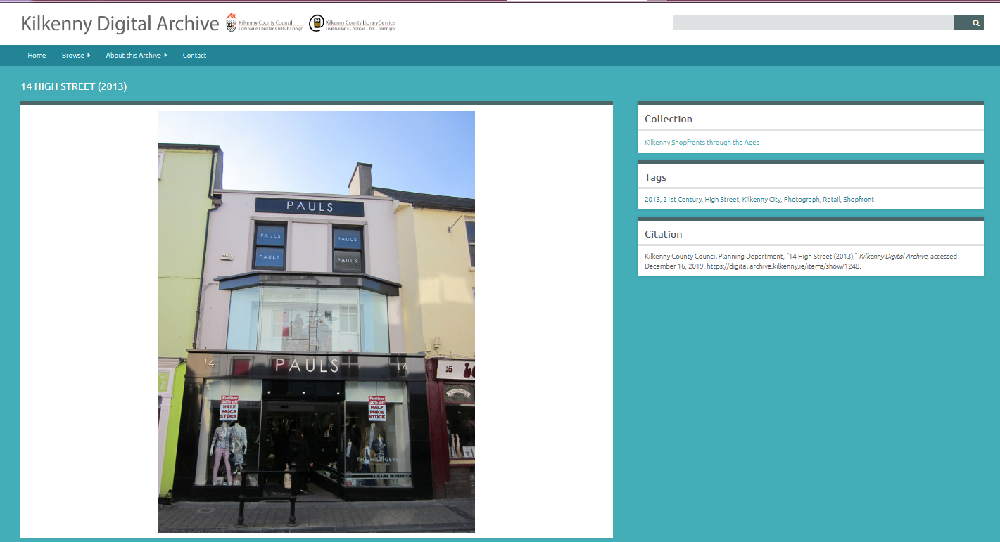 Kilkenny Digital Archive
Kilkenny County Council
Comhairle Chontae Chill Chainnigh
Kilkenny County Library Service
Leabharlann Chontae Chill Chainnigh
...
Home Browse About this Archive Contact
14 HIGH STREET (2013)
PAULS
PAULS PAULS
PAULS PAULS
14 PAULS 14
15
Further
20% off
HALF
PRICE
STOCK
Further
20% off
HALF
PRICE
STOCK
THE HILFIGERS
TOMMY HILFIGER
Collection
Kilkenny Shopfronts through the Ages
Tags
2013, 21st Century, High Street, Kilkenny City, Photograph, Retail, Shopfront
Citation
Kilkenny County Council Planning Department, “14 High Street (2013),” Kilkenny Digital Archive, accessed
December 16, 2019, https://digital-archive.kilkenny.ie/items/show/1248.